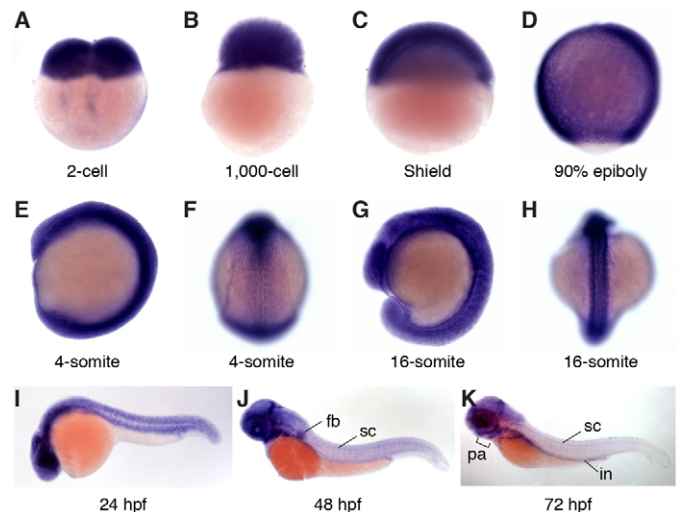 A B C D
2-cell 1,000-cell Shield 90% epiboly
E F G H
4-somite 4-somite 16-somite 16-somite
I J K
fb sc sc
pa in
24 hpf 48 hpf 72 hpf